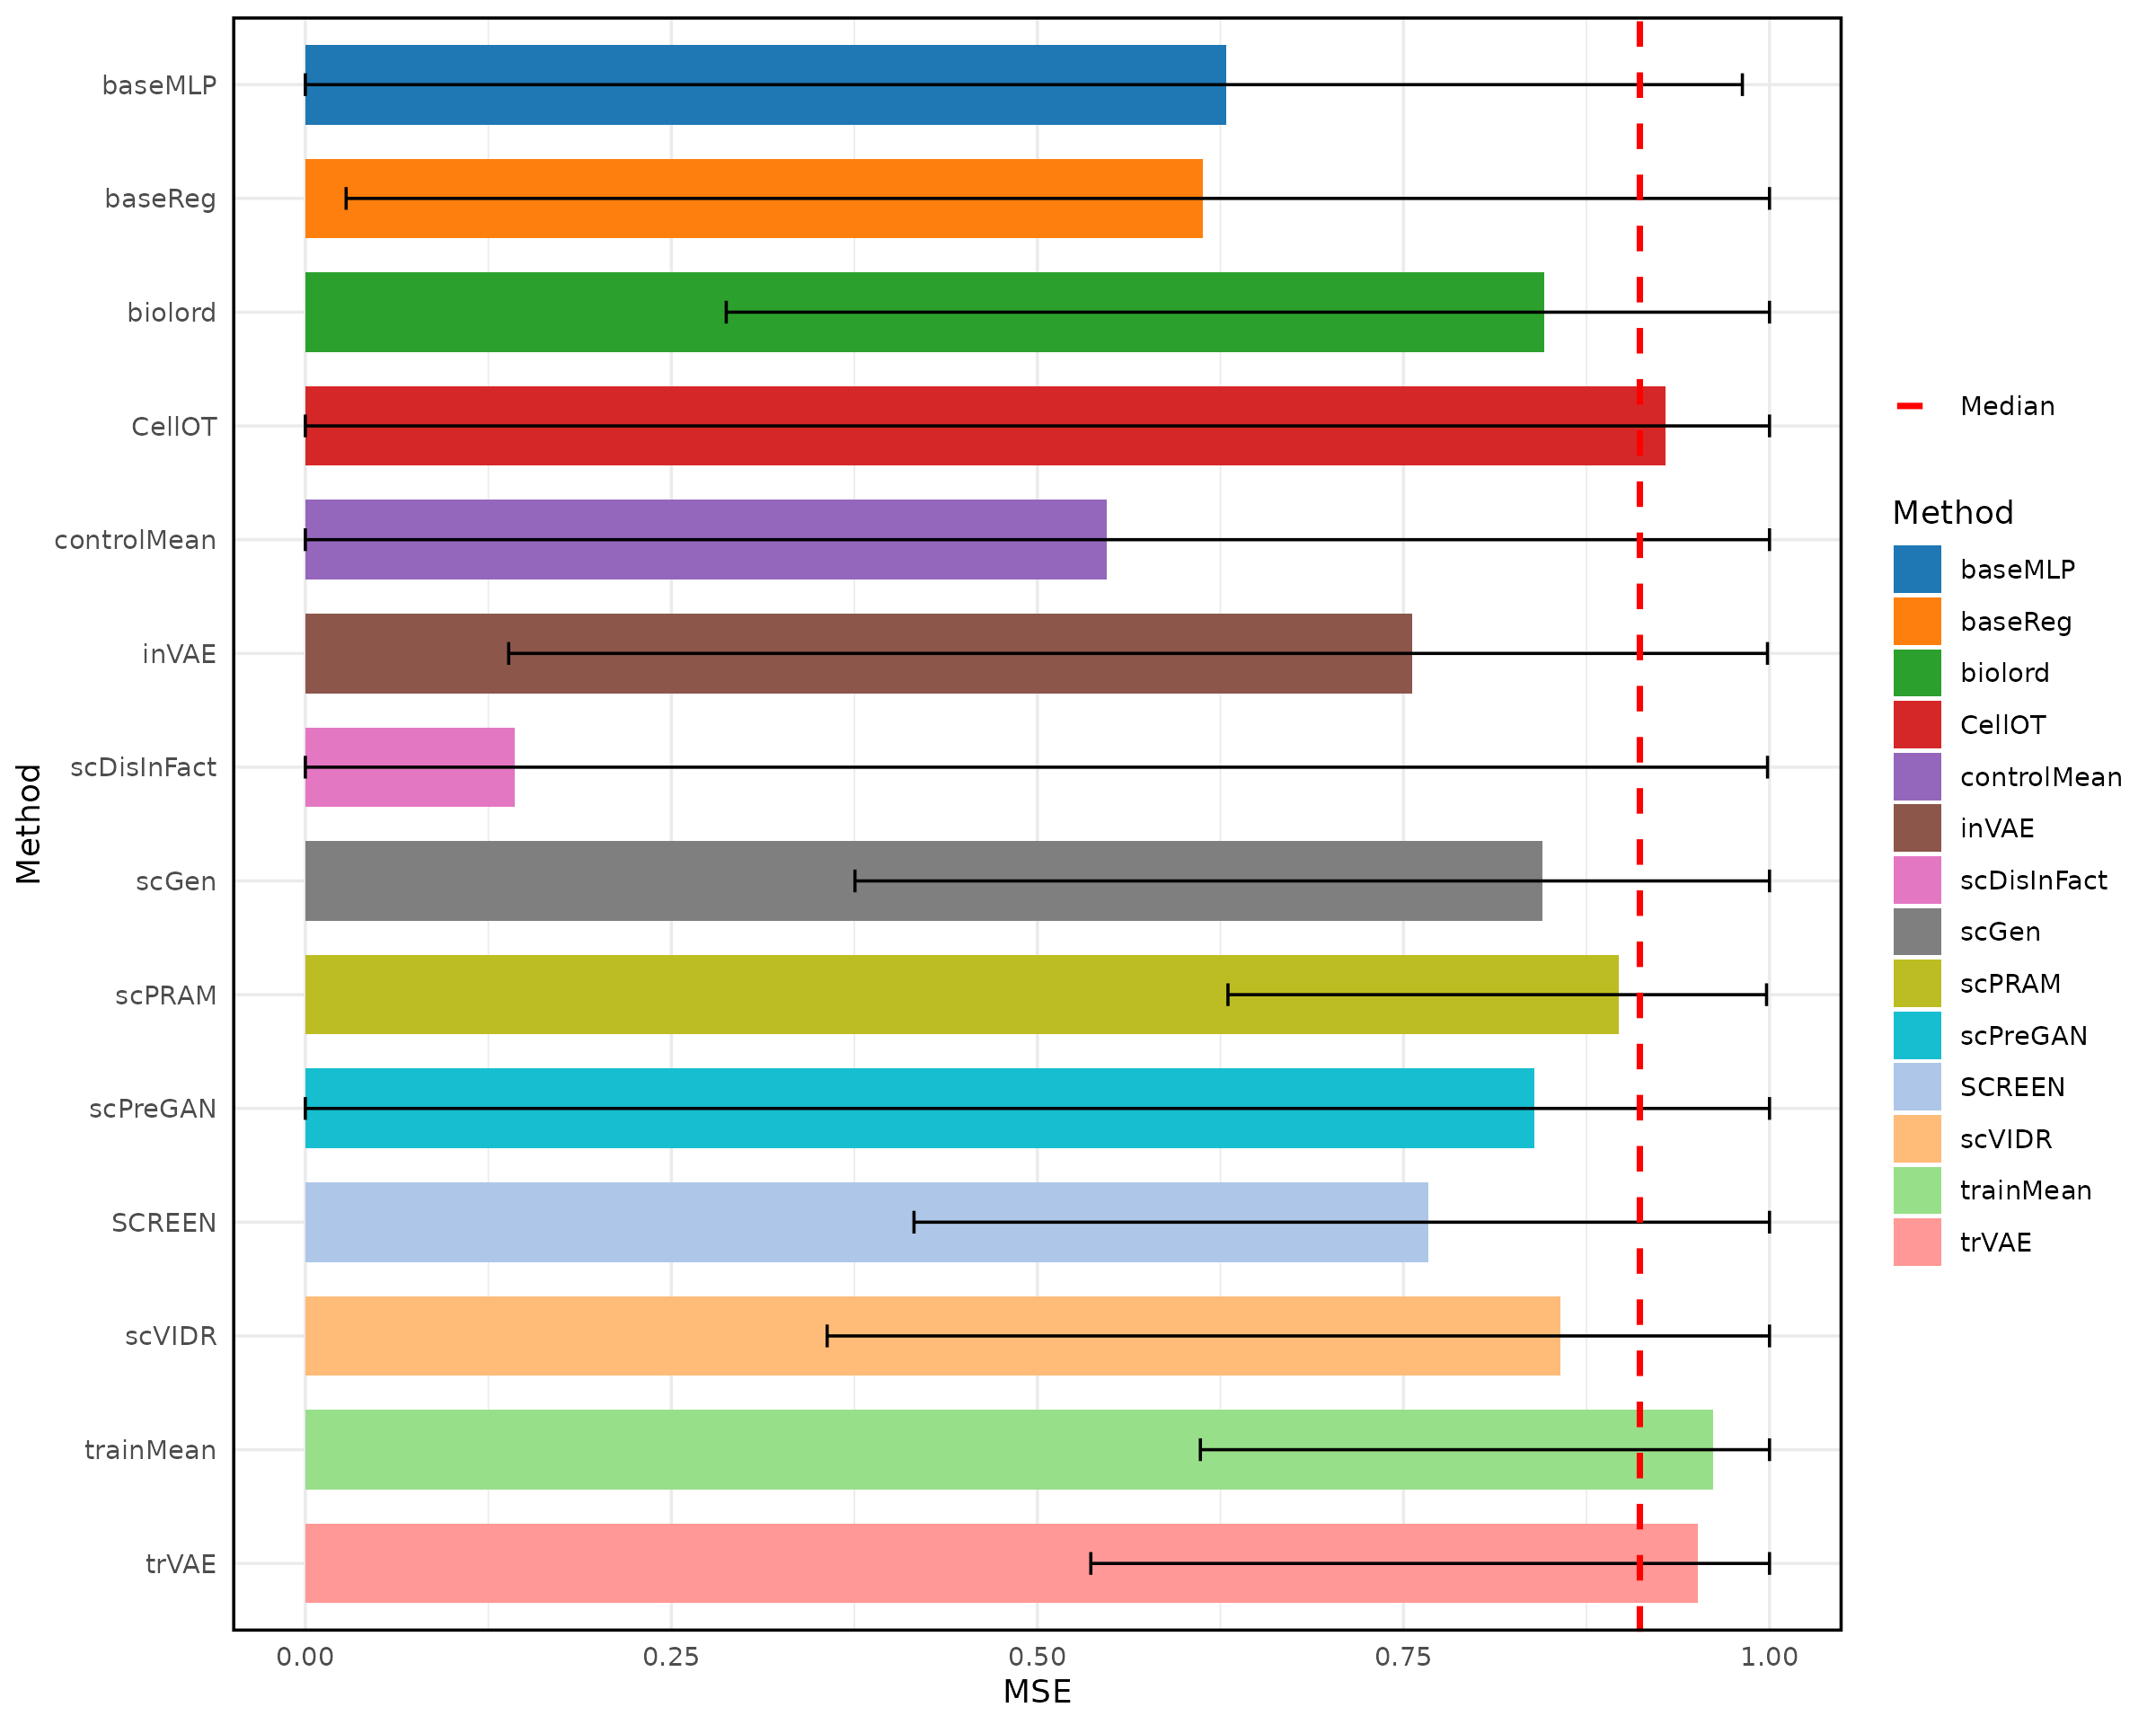 Method
baseMLP
baseReg
biolord
CellOT
controlMean
inVAE
scDisInFact
scGen
scPRAM
scPreGAN
SCREEN
scVIDR
trainMean
trVAE
0.00 0.25 0.50 0.75 1.00
MSE
Median
Method
baseMLP
baseReg
biolord
CellOT
controlMean
inVAE
scDisInFact
scGen
scPRAM
scPreGAN
SCREEN
scVIDR
trainMean
trVAE